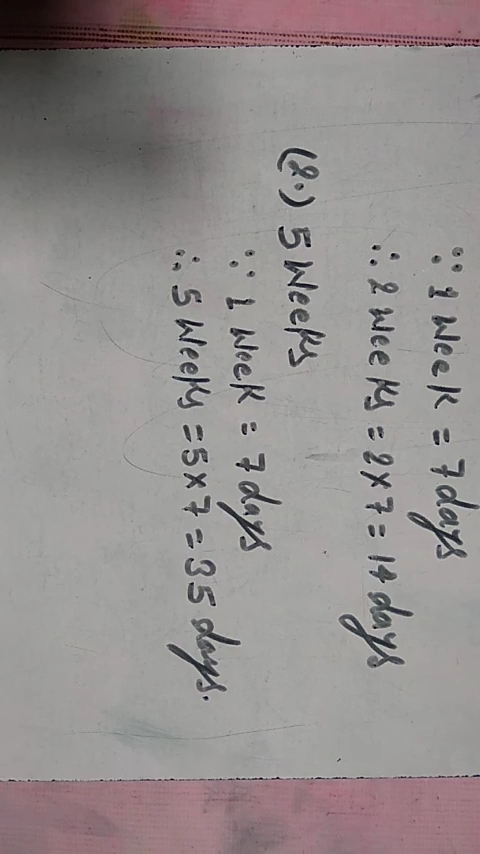 ∵ 1 Week = 7 days
∴ 2 Weeks = 2 × 7 = 14 days
(2.) 5 Weeks
∵ 1 Week = 7 days
∴ 5 Weeks = 5 × 7 = 35 days.